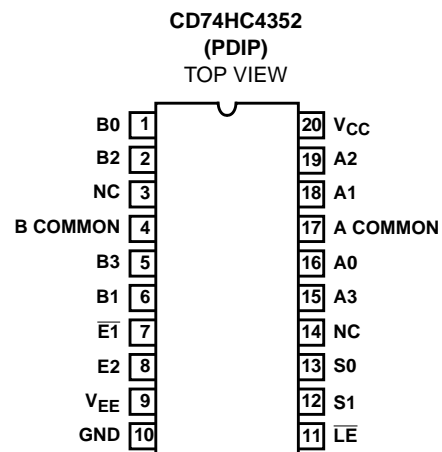 CD74HC4352
(PDIP)
TOP VIEW
B0 1 20 VCC
B2 2 19 A2
NC 3 18 A1
B COMMON 4 17 A COMMON
B3 5 16 A0
B1 6 15 A3
E1 7 14 NC
E2 8 13 S0
VEE 9 12 S1
GND 10 11 LE